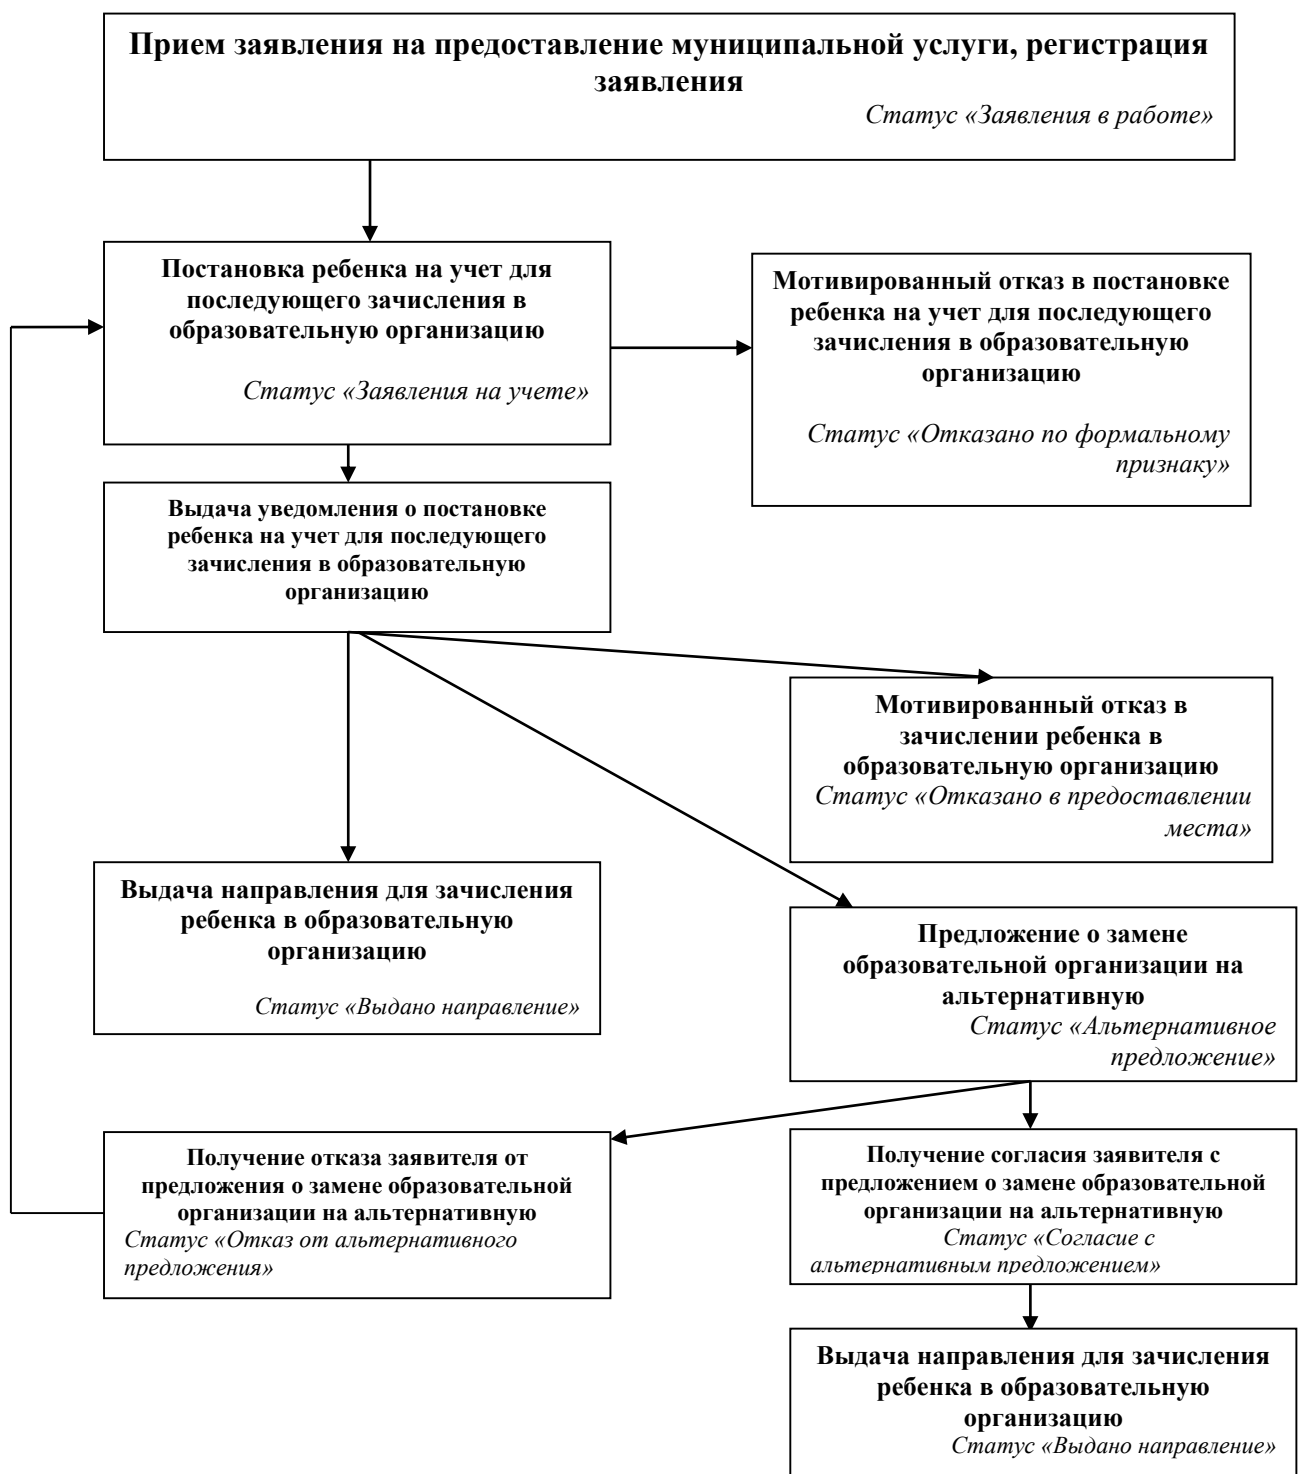 Прием заявления на предоставление муниципальной услуги, регистрация
заявления
Статус «Заявления в работе»
Постановка ребенка на учет для
последующего зачисления в
образовательную организацию
Статус «Заявления на учете»
Мотивированный отказ в постановке
ребенка на учет для последующего
зачисления в образовательную
организацию
Статус «Отказано по формальному
признаку»
Выдача уведомления о постановке
ребенка на учет для последующего
зачисления в образовательную
организацию
Мотивированный отказ в
зачислении ребенка в
образовательную организацию
Статус «Отказано в предоставлении
места»
Выдача направления для зачисления
ребенка в образовательную
организацию
Статус «Выдано направление»
Предложение о замене
образовательной организации на
альтернативную
Статус «Альтернативное
предложение»
Получение отказа заявителя от
предложения о замене образовательной
организации на альтернативную
Статус «Отказ от альтернативного
предложения»
Получение согласия заявителя с
предложением о замене образовательной
организации на альтернативную
Статус «Согласие с
альтернативным предложением»
Выдача направления для зачисления
ребенка в образовательную
организацию
Статус «Выдано направление»